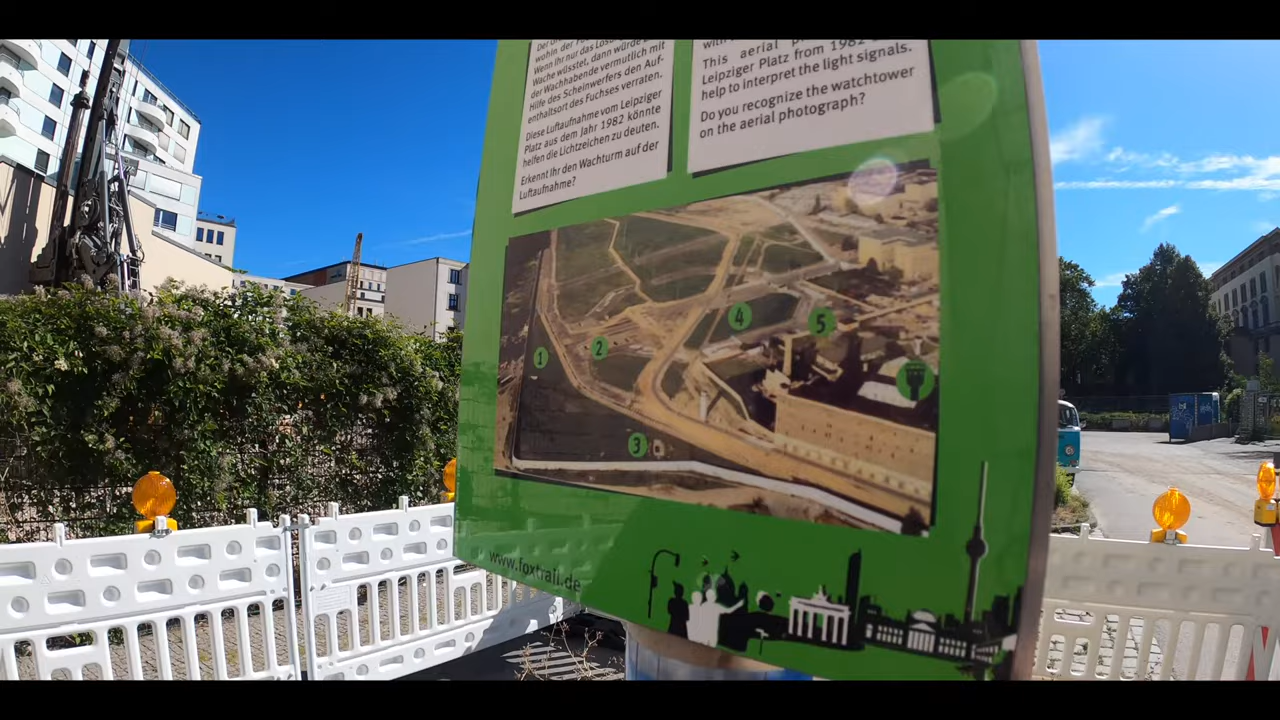 wohin der
Wenn ihr nur das
Wache wüsstet, dann würde
der Wachhabende vermutlich mit
Hilfe des Scheinwerfers den Auf-
enthaltsort des Fuchses verraten.
Diese Luftaufnahme vom Leipziger
Platz aus dem Jahr 1982 könnte
helfen die Lichtzeichen zu deuten.
Erkennt Ihr den Wachturm auf der
Luftaufnahme?
This aerial
Leipziger Platz from 1982
help to interpret the light signals.
Do you recognize the watchtower
on the aerial photograph?
4
5
2
1
3
www.foxtrail.de